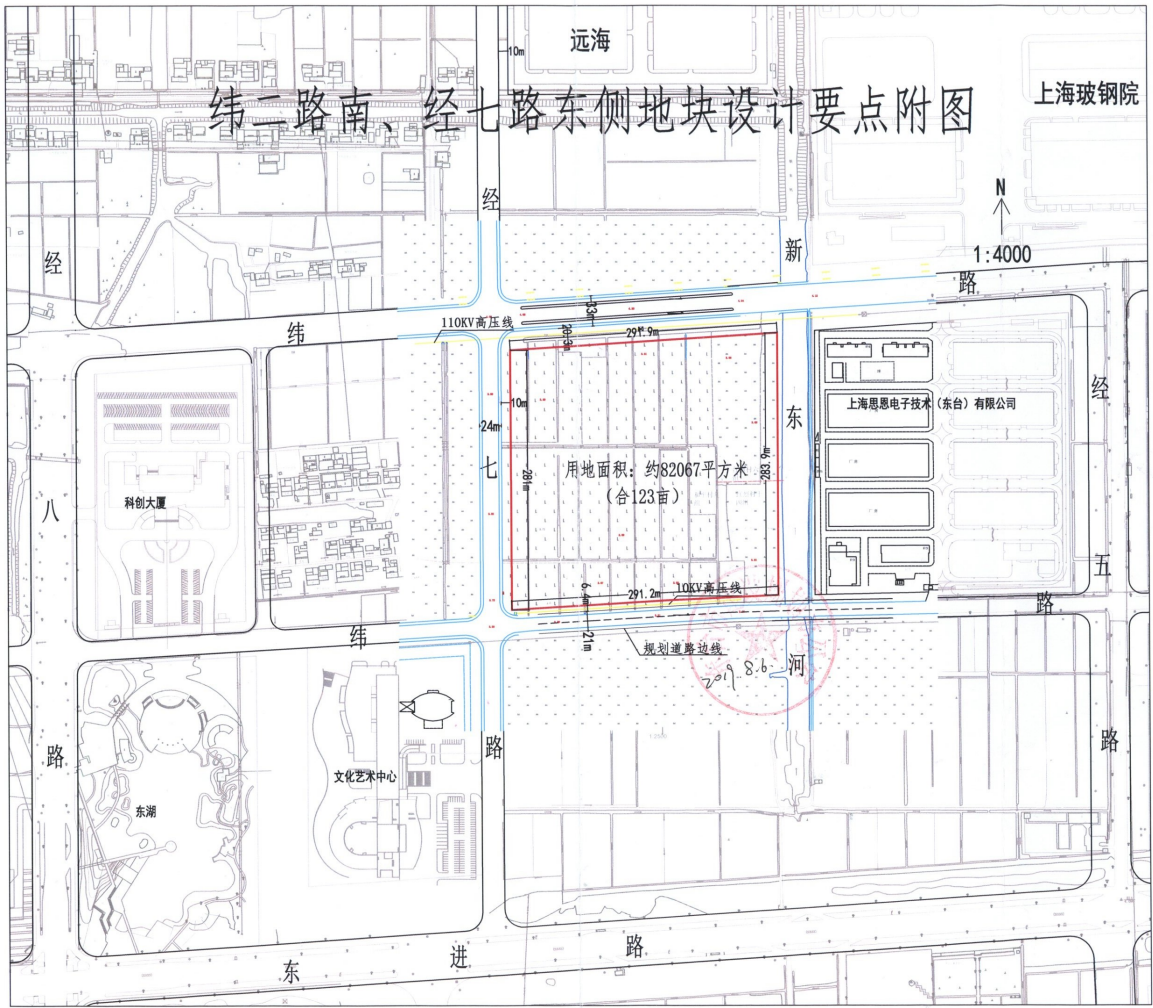 远海
10m
上海玻钢院
纬二路南、经七路东侧地块设计要点附图
经
N
1:4000
新
经
路
纬
110KV高压线
33m
20.3m
291.9m
经
10m
24m
七
281m
用地面积：约82067平方米
（合123亩）
283.9m
东
上海思恩电子技术（东台）有限公司
科创大厦
八
五
10KV高压线
291.2m
6.4m
21m
路
纬
规划道路边线
2019.8.6.
河
路
路
路
文化艺术中心
东湖
东
进
路